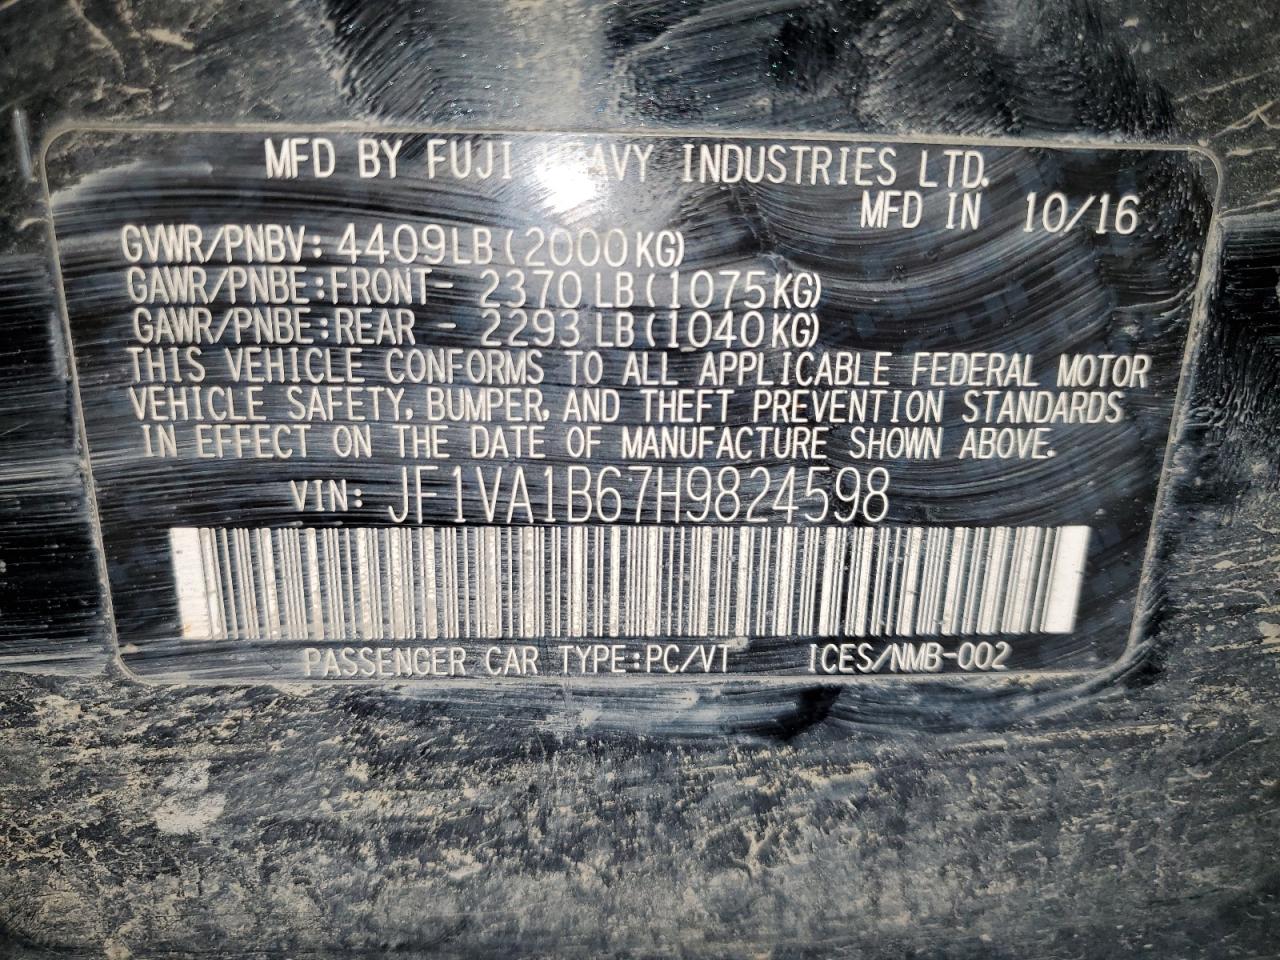 MFD BY FUJI HEAVY INDUSTRIES LTD.
MFD IN 10/16
GVWR/PNBV: 4409LB (2000KG)
GAWR/PNBE:FRONT- 2370LB (1075KG)
GAWR/PNBE:REAR - 2293LB (1040KG)
THIS VEHICLE CONFORMS TO ALL APPLICABLE FEDERAL MOTOR
VEHICLE SAFETY, BUMPER, AND THEFT PREVENTION STANDARDS
IN EFFECT ON THE DATE OF MANUFACTURE SHOWN ABOVE.
VIN: JF1VA1B67H9824598
PASSENGER CAR TYPE:PC/VT ICES/NMB-002